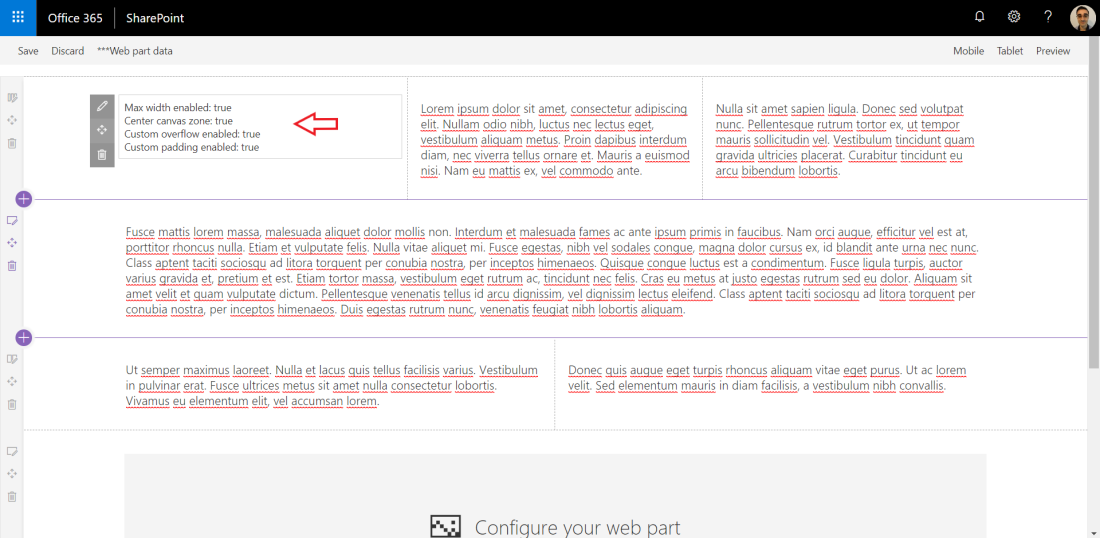 Office 365 SharePoint ?
Save Discard ***Web part data Mobile Tablet Preview
Max width enabled: true
Center canvas zone: true
Custom overflow enabled: true
Custom padding enabled: true
Lorem ipsum dolor sit amet, consectetur adipiscing
elit. Nullam odio nibh, luctus nec lectus eget,
vestibulum aliquam metus. Proin dapibus interdum
diam, nec viverra tellus ornare et. Mauris a euismod
nisi. Nam eu mattis ex, vel commodo ante.
Nulla sit amet sapien ligula. Donec sed volutpat
nunc. Pellentesque rutrum tortor ex, ut tempor
mauris sollicitudin vel. Vestibulum tincidunt quam
gravida ultricies placerat. Curabitur tincidunt eu
arcu bibendum lobortis.
Fusce mattis lorem massa, malesuada aliquet dolor mollis non. Interdum et malesuada fames ac ante ipsum primis in faucibus. Nam orci augue, efficitur vel est at,
porttitor rhoncus nulla. Etiam et vulputate felis. Nulla vitae aliquet mi. Fusce egestas, nibh vel sodales congue, magna dolor cursus ex, id blandit ante urna nec nunc.
Class aptent taciti sociosqu ad litora torquent per conubia nostra, per inceptos himenaeos. Quisque congue luctus est a condimentum. Fusce ligula turpis, auctor
varius gravida et, pretium et est. Etiam tortor massa, vestibulum eget rutrum ac, tincidunt nec felis. Cras eu metus at justo egestas rutrum sed eu dolor. Aliquam sit
amet velit et quam vulputate dictum. Pellentesque venenatis tellus id arcu dignissim, vel dignissim lectus eleifend. Class aptent taciti sociosqu ad litora torquent per
conubia nostra, per inceptos himenaeos. Duis egestas rutrum nunc, venenatis feugiat nibh lobortis aliquam.
Ut semper maximus laoreet. Nulla et lacus quis tellus facilisis varius. Vestibulum
in pulvinar erat. Fusce ultrices metus sit amet nulla consectetur lobortis.
Vivamus eu elementum elit, vel accumsan lorem.
Donec quis augue eget turpis rhoncus aliquam vitae eget purus. Ut ac lorem
velit. Sed elementum mauris in diam facilisis, a vestibulum nibh convallis.
Configure your web part